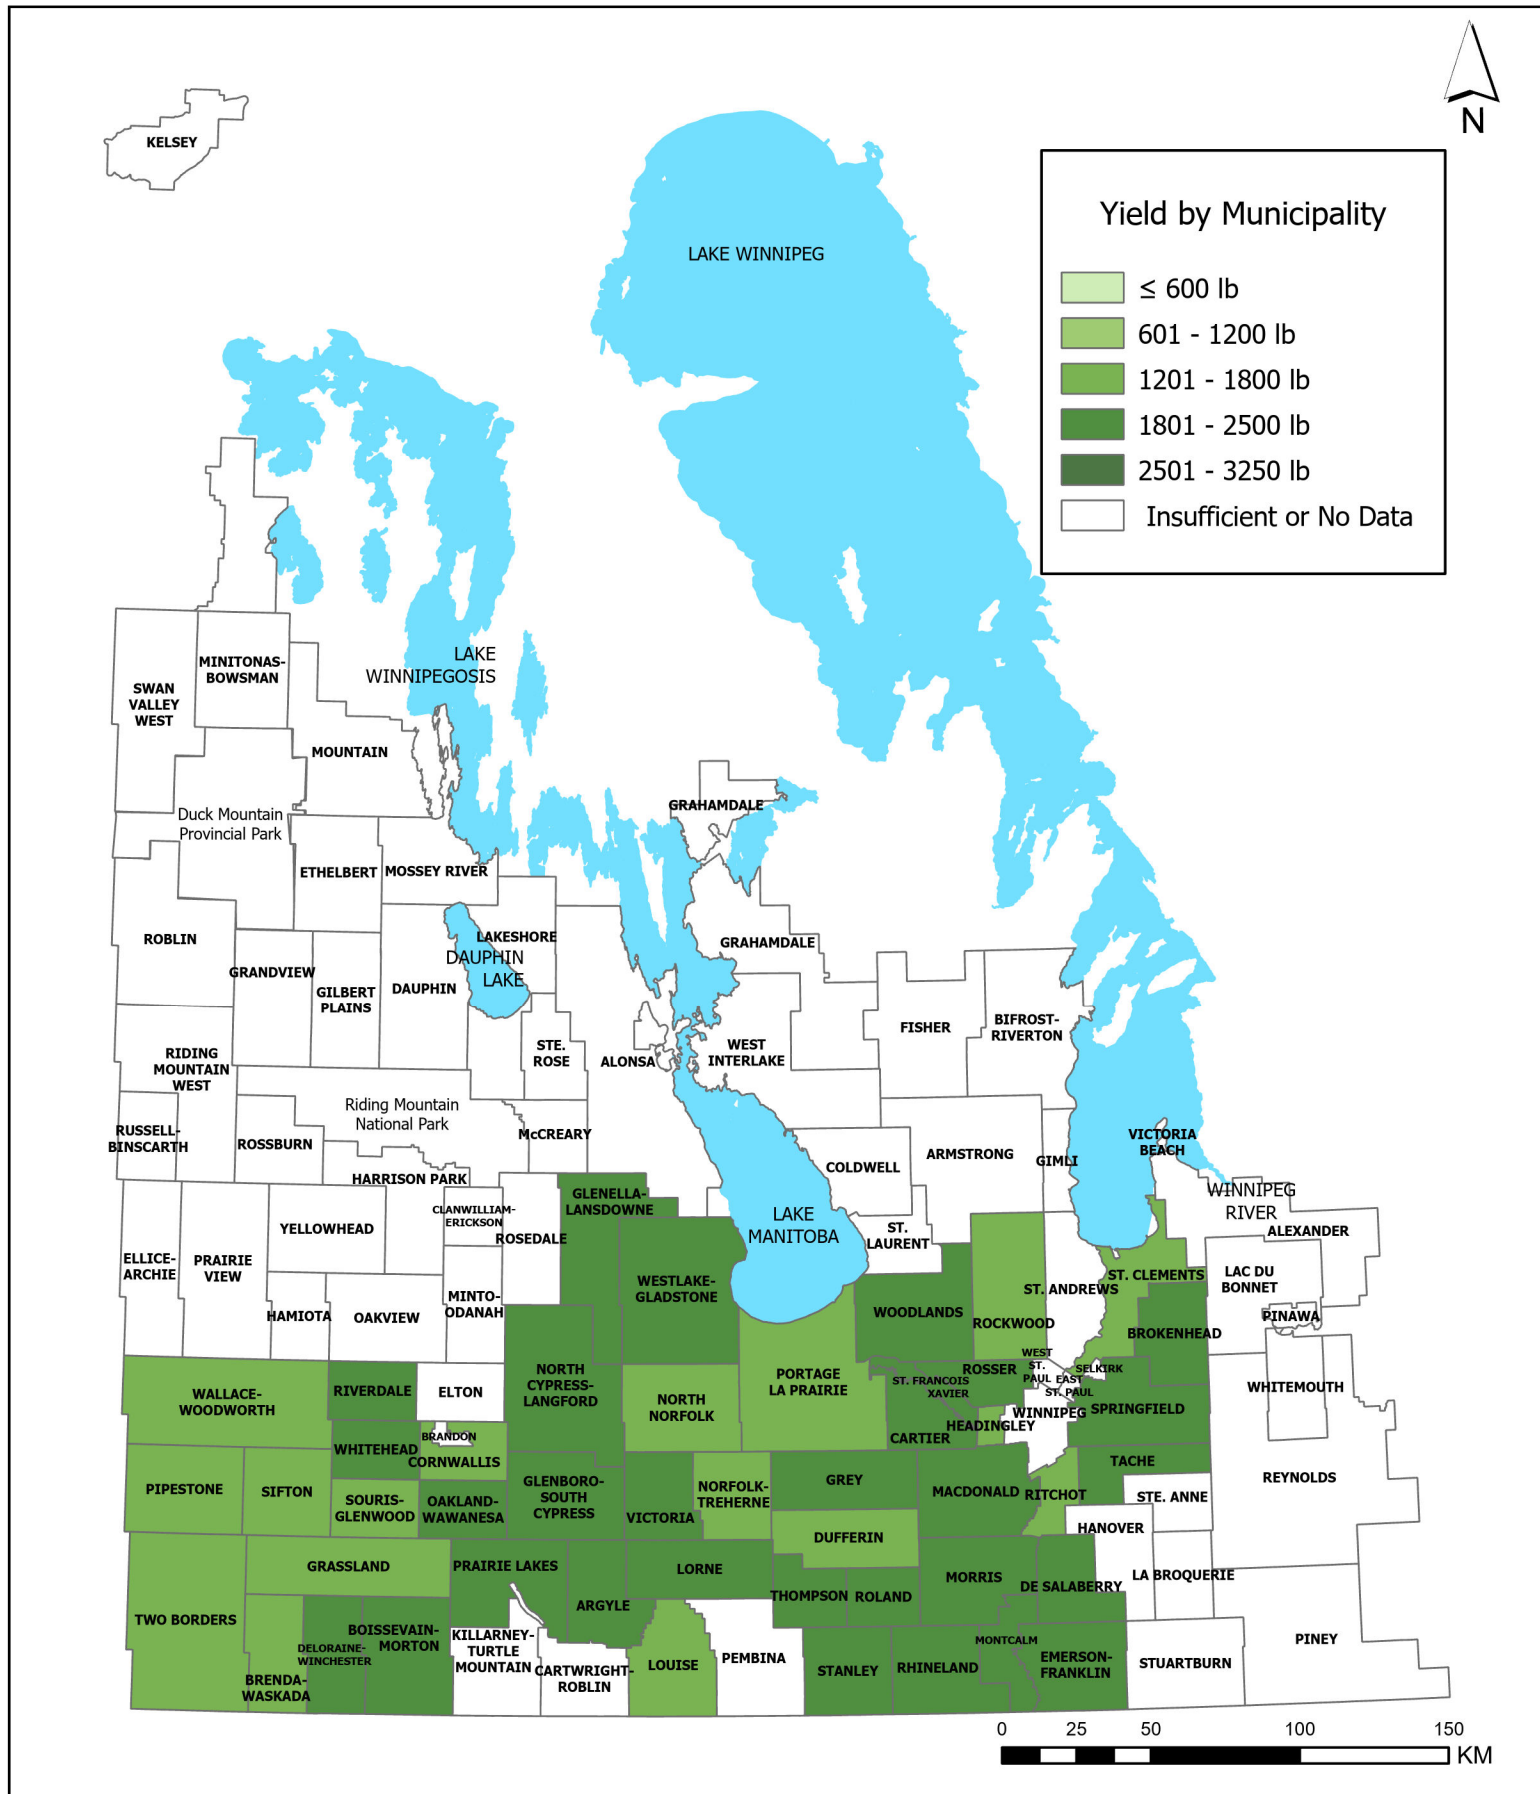 N
KELSEY
LAKE WINNIPEG
Yield by Municipality
≤ 600 lb
601 - 1200 lb
1201 - 1800 lb
1801 - 2500 lb
2501 - 3250 lb
Insufficient or No Data
LAKE
WINNIPEGOSIS
MINITONAS-
BOWSMAN
SWAN
VALLEY
WEST
MOUNTAIN
Duck Mountain
Provincial Park
GRAHAMDALE
ETHELBERT
MOSSEY RIVER
ROBLIN
LAKESHORE
GRAHAMDALE
DAUPHIN
LAKE
GRANDVIEW
GILBERT
PLAINS
DAUPHIN
FISHER
BIFROST-
RIVERTON
RIDING
MOUNTAIN
WEST
STE.
ROSE
ALONSA
WEST
INTERLAKE
Riding Mountain
National Park
RUSSELL-
BINSCARTH
ROSSBURN
McCREARY
VICTORIA
BEACH
ARMSTRONG
GIMLI
COLDWELL
HARRISON PARK
GLENELLA-
LANSDOWNE
WINNIPEG
RIVER
ALEXANDER
CLANWILLIAM-
ERICKSON
YELLOWHEAD
ROSEDALE
LAKE
MANITOBA
ST.
LAURENT
ELLICE-
ARCHIE
PRAIRIE
VIEW
WESTLAKE-
GLADSTONE
ST. CLEMENTS
LAC DU
BONNET
ST. ANDREWS
MINTO-
ODANAH
HAMIOTA
OAKVIEW
WOODLANDS
ROCKWOOD
PINAWA
BROKENHEAD
WEST
ST.
PAUL
EAST
ST. PAUL
SELKIRK
ROSSER
NORTH
CYPRESS-
LANGFORD
PORTAGE
LA PRAIRIE
ST. FRANCOIS
XAVIER
WALLACE-
WOODWORTH
RIVERDALE
ELTON
NORTH
NORFOLK
WHITEMOUTH
SPRINGFIELD
WINNIPEG
HEADINGLEY
CARTIER
BRANDON
WHITEHEAD
CORNWALLIS
TACHE
PIPESTONE
SIFTON
GLENBORO-
SOUTH
CYPRESS
NORFOLK-
TREHERNE
GREY
MACDONALD
RITCHOT
STE. ANNE
REYNOLDS
SOURIS-
GLENWOOD
OAKLAND-
WAWANESA
VICTORIA
DUFFERIN
HANOVER
GRASSLAND
PRAIRIE LAKES
LORNE
MORRIS
DE SALABERRY
LA BROQUERIE
THOMPSON
ROLAND
ARGYLE
TWO BORDERS
BOISSEVAIN-
MORTON
DELORAINE-
WINCHESTER
KILLARNEY-
TURTLE
MOUNTAIN
MONTCALM
PINEY
BRENDA-
WASKADA
CARTWRIGHT-
ROBLIN
LOUISE
PEMBINA
STANLEY
RHINELAND
EMERSON-
FRANKLIN
STUARTBURN
0 25 50 100 150
KM